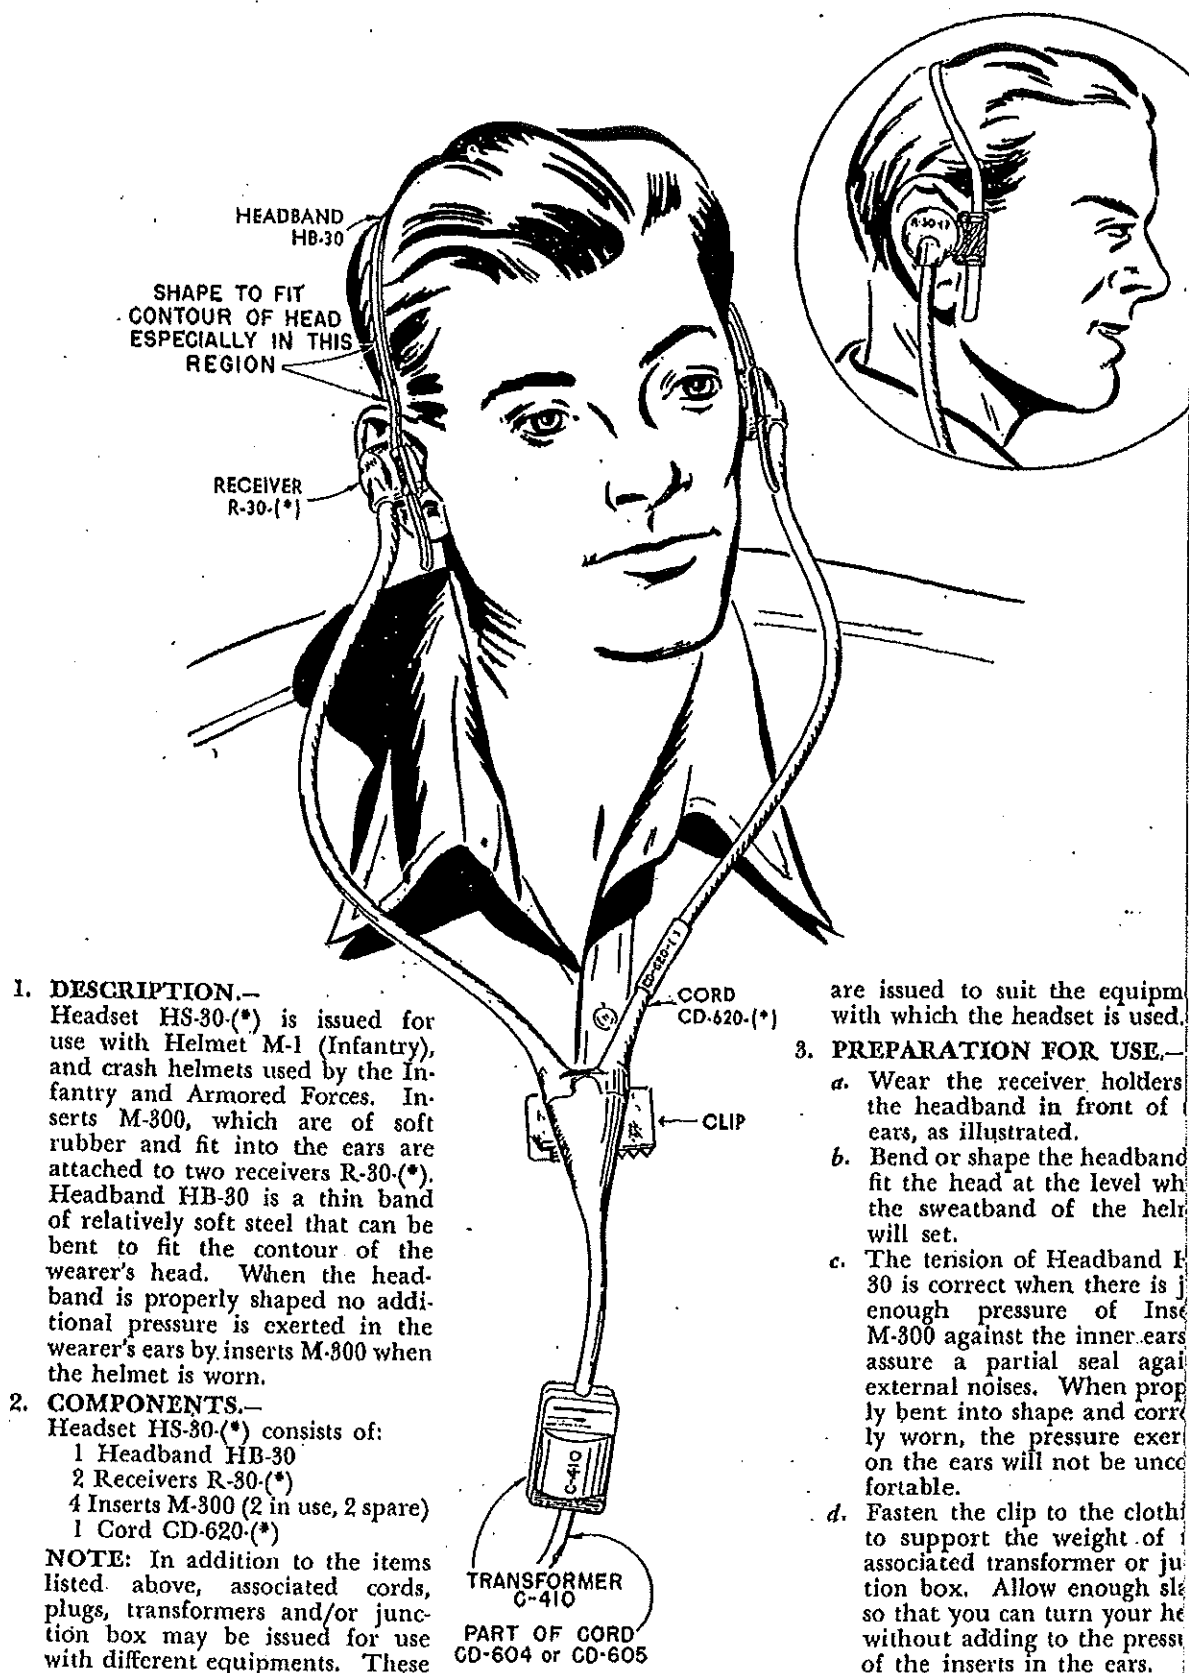 HEADBAND
HB-30
SHAPE TO FIT
CONTOUR OF HEAD
ESPECIALLY IN THIS
REGION
RECEIVER
R-30-(*)
CD-620-( )
CORD
CD-620-(*)
CLIP
C-410
TRANSFORMER
C-410
PART OF CORD
CD-604 or CD-605
1. DESCRIPTION.—
Headset HS-30-(*) is issued for
use with Helmet M-1 (Infantry),
and crash helmets used by the In-
fantry and Armored Forces. In-
serts M-300, which are of soft
rubber and fit into the ears are
attached to two receivers R-30-(*).
Headband HB-30 is a thin band
of relatively soft steel that can be
bent to fit the contour of the
wearer's head. When the head-
band is properly shaped no addi-
tional pressure is exerted in the
wearer's ears by inserts M-300 when
the helmet is worn.
2. COMPONENTS.—
Headset HS-30-(*) consists of:
1 Headband HB-30
2 Receivers R-30-(*)
4 Inserts M-300 (2 in use, 2 spare)
1 Cord CD-620-(*)
NOTE: In addition to the items
listed above, associated cords,
plugs, transformers and/or junc-
tion box may be issued for use
with different equipments. These
are issued to suit the equipm
with which the headset is used.
3. PREPARATION FOR USE.—
a. Wear the receiver holders
the headband in front of
ears, as illustrated.
b. Bend or shape the headband
fit the head at the level wh
the sweatband of the hel
will set.
c. The tension of Headband
30 is correct when there is j
enough pressure of Inse
M-300 against the inner ears
assure a partial seal agai
external noises. When prop
ly bent into shape and corre
ly worn, the pressure exer
on the ears will not be unco
fortable.
d. Fasten the clip to the clothi
to support the weight of
associated transformer or ju
tion box. Allow enough sla
so that you can turn your he
without adding to the press
of the inserts in the ears.